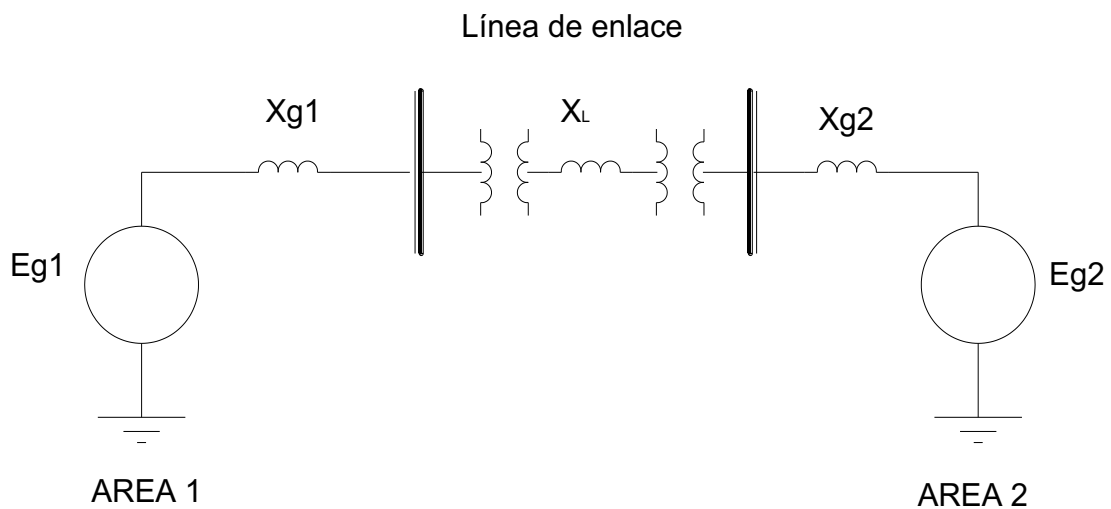 Línea de enlace
Xg1
XL
Xg2
Eg1
Eg2
AREA 1
AREA 2